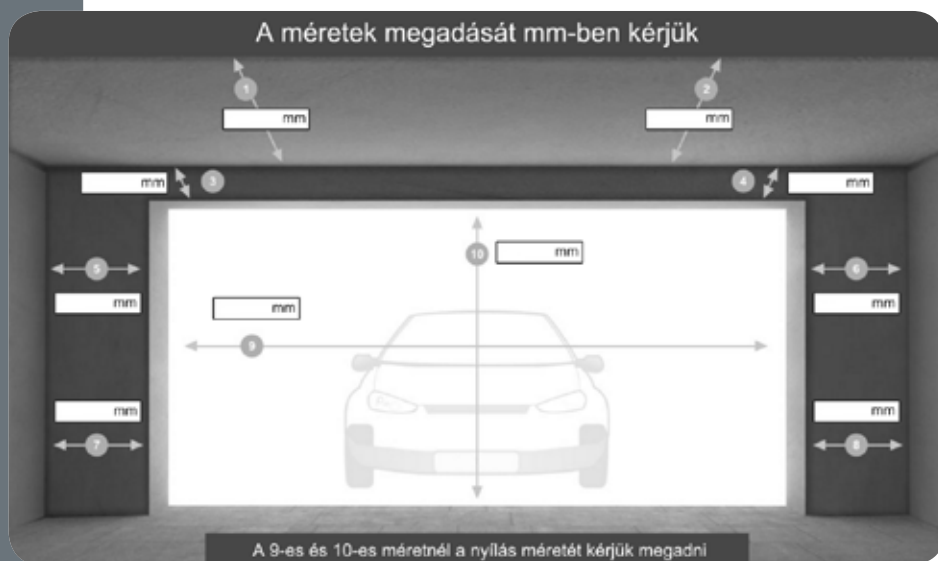 A méretek megadását mm-ben kérjük
1
2
mm
mm
mm
3
4
mm
10
mm
5
6
mm
mm
mm
9
mm
mm
7
8
A 9-es és 10-es méretnél a nyílás méretét kérjük megadni